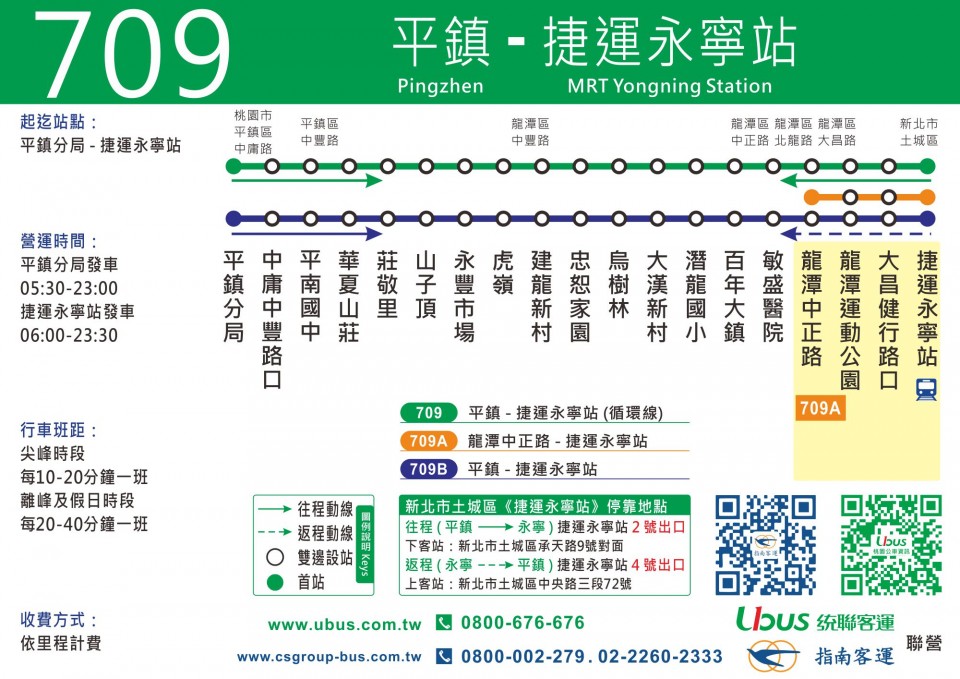 709
平鎮 - 捷運永寧站
Pingzhen MRT Yongning Station
起迄站點：
平鎮分局 - 捷運永寧站
營運時間：
平鎮分局發車
05:30-23:00
捷運永寧站發車
06:00-23:30
行車班距：
尖峰時段
每10-20分鐘一班
離峰及假日時段
每20-40分鐘一班
收費方式：
依里程計費
桃園市
平鎮區
中庸路
平鎮區
中豐路
龍潭區
中豐路
龍潭區
中正路
龍潭區
北龍路
龍潭區
大昌路
新北市
土城區
平鎮分局
中庸中豐路口
平南國中
華夏山莊
莊敬里
山子頂
永豐市場
虎嶺
建龍新村
忠恕家園
烏樹林
大漢新村
潛龍國小
百年大鎮
敏盛醫院
龍潭中正路
龍潭運動公園
大昌健行路口
捷運永寧站
709A
709 平鎮 - 捷運永寧站 (循環線)
709A 龍潭中正路 - 捷運永寧站
709B 平鎮 - 捷運永寧站
往程動線
返程動線
雙邊設站
首站
圖例說明 Keys
新北市土城區《捷運永寧站》停靠地點
往程 ( 平鎮 → 永寧 ) 捷運永寧站 2 號出口
下客站：新北市土城區承天路9號對面
返程 ( 永寧 --→ 平鎮 ) 捷運永寧站 4 號出口
上客站：新北市土城區中央路三段72號
指南客運
Ubus
桃園公車資訊
www.ubus.com.tw 0800-676-676
www.csgroup-bus.com.tw 0800-002-279 . 02-2260-2333
Ubus 統聯客運
指南客運
聯營